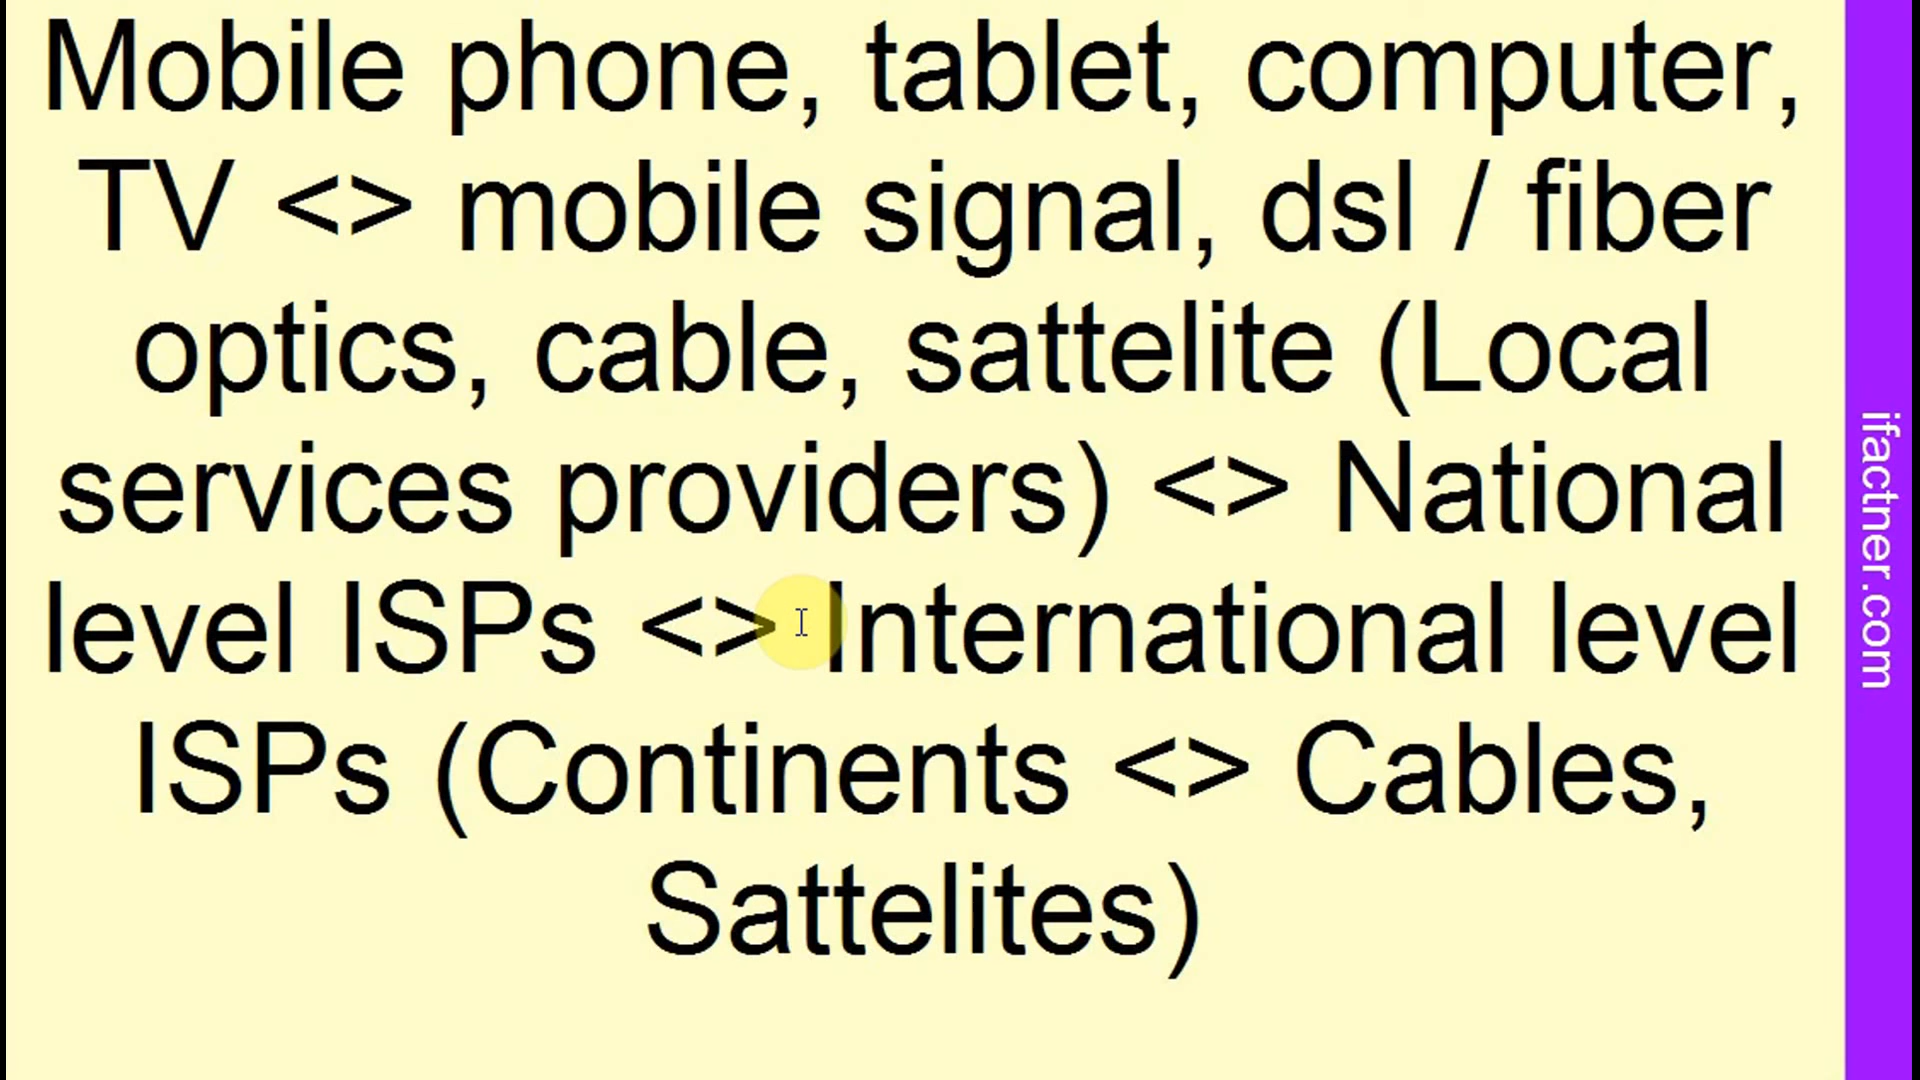 Mobile phone, tablet, computer,
TV <> mobile signal, dsl / fiber
optics, cable, sattelite (Local
services providers) <> National
level ISPs <> International level
ISPs (Continents <> Cables,
Sattelites)
ifactner.com